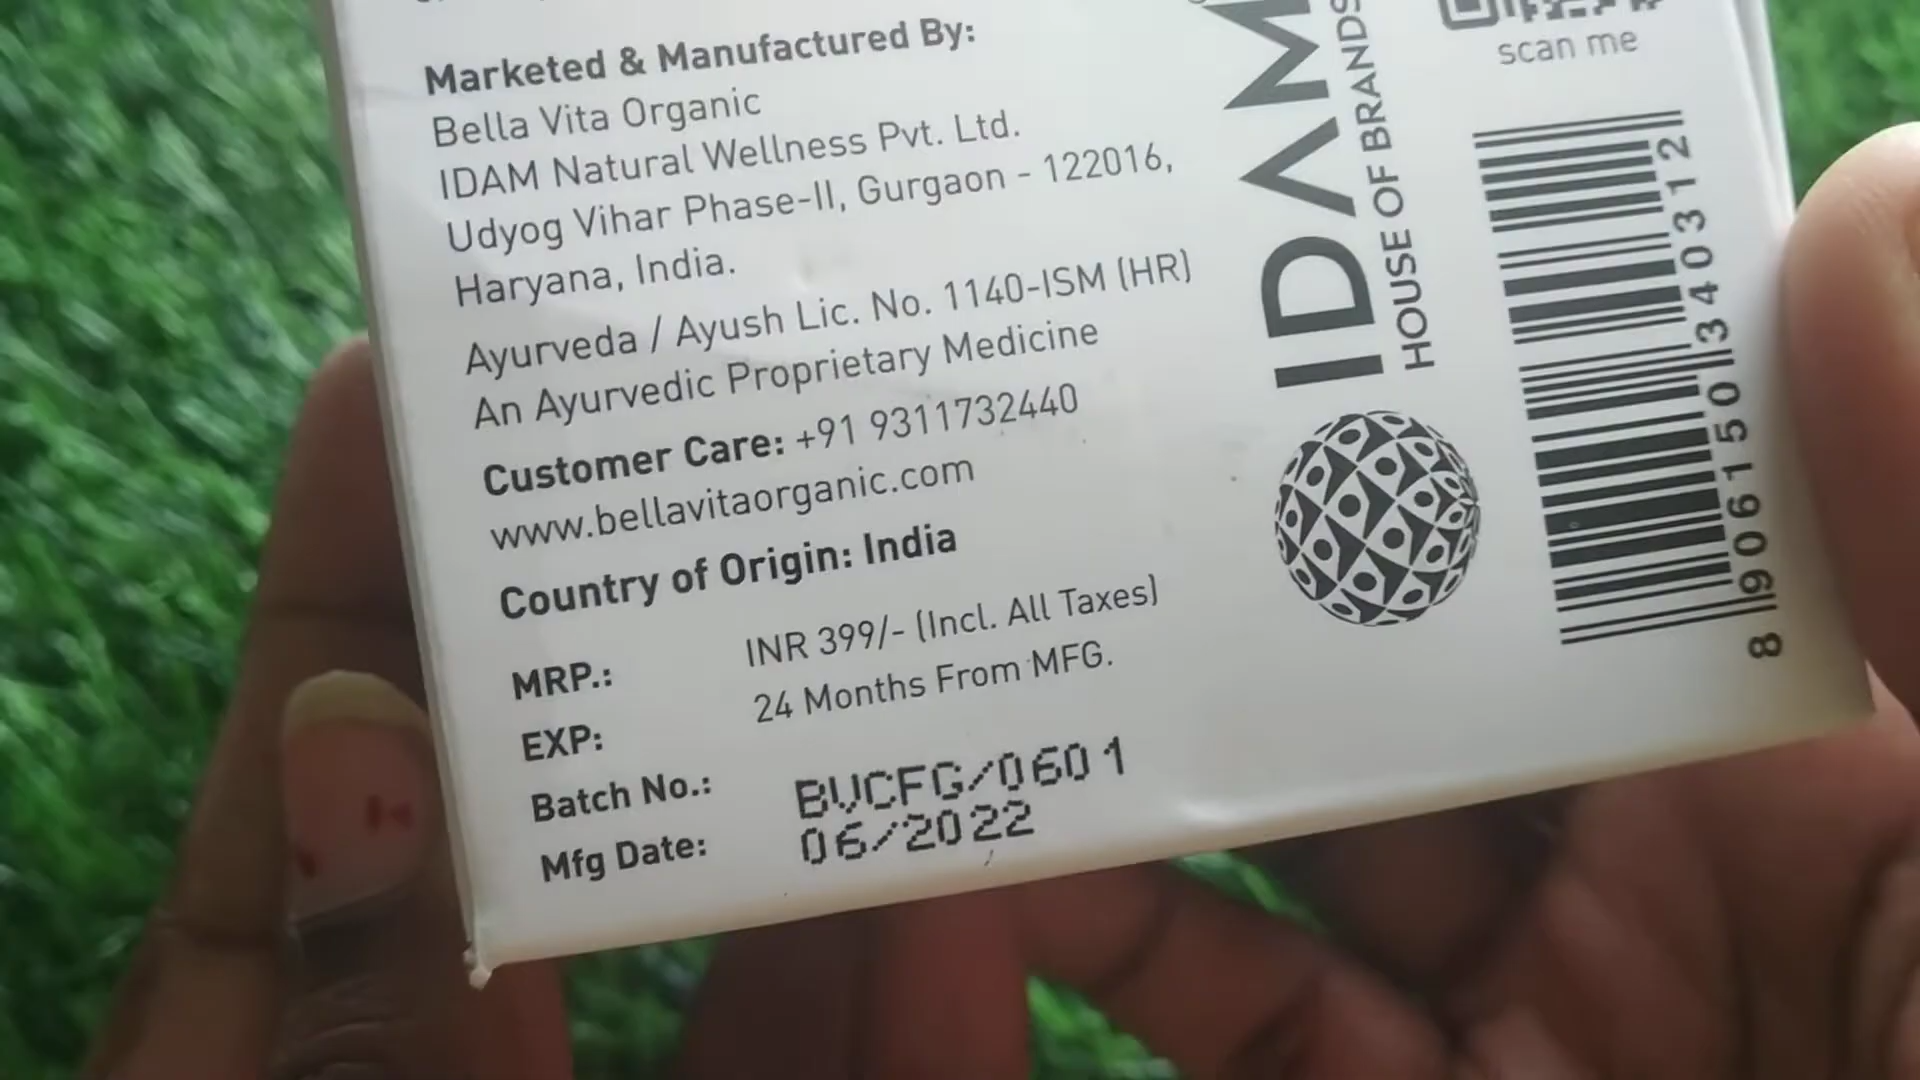 Marketed & Manufactured By:
Bella Vita Organic
IDAM Natural Wellness Pvt. Ltd.
Udyog Vihar Phase-II, Gurgaon - 122016,
Haryana, India.
Ayurveda / Ayush Lic. No. 1140-ISM (HR)
An Ayurvedic Proprietary Medicine
Customer Care: +91 9311732440
www.bellavitaorganic.com
Country of Origin: India
MRP.: INR 399/- (Incl. All Taxes)
EXP: 24 Months From MFG.
Batch No.: BVCFG/0601
Mfg Date: 06/2022
IDAM
HOUSE OF BRANDS
scan me
8 906150 340312